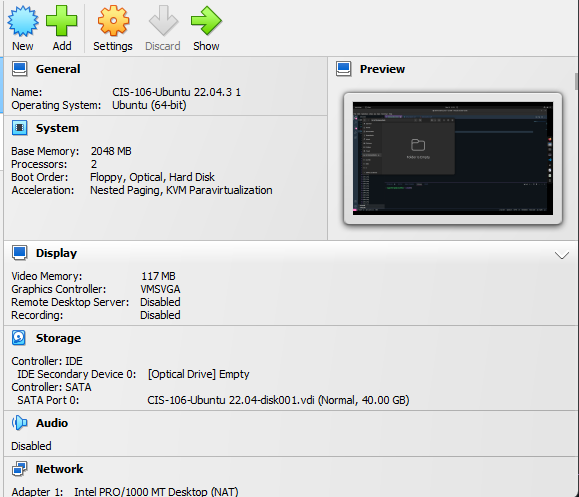 New Add Settings Discard Show
General
Name: CIS-106-Ubuntu 22.04.3 1
Operating System: Ubuntu (64-bit)
Preview
Folder is Empty
System
Base Memory: 2048 MB
Processors: 2
Boot Order: Floppy, Optical, Hard Disk
Acceleration: Nested Paging, KVM Paravirtualization
Display
Video Memory: 117 MB
Graphics Controller: VMSVGA
Remote Desktop Server: Disabled
Recording: Disabled
Storage
Controller: IDE
IDE Secondary Device 0: [Optical Drive] Empty
Controller: SATA
SATA Port 0: CIS-106-Ubuntu 22.04-disk001.vdi (Normal, 40.00 GB)
Audio
Disabled
Network
Adapter 1: Intel PRO/1000 MT Desktop (NAT)